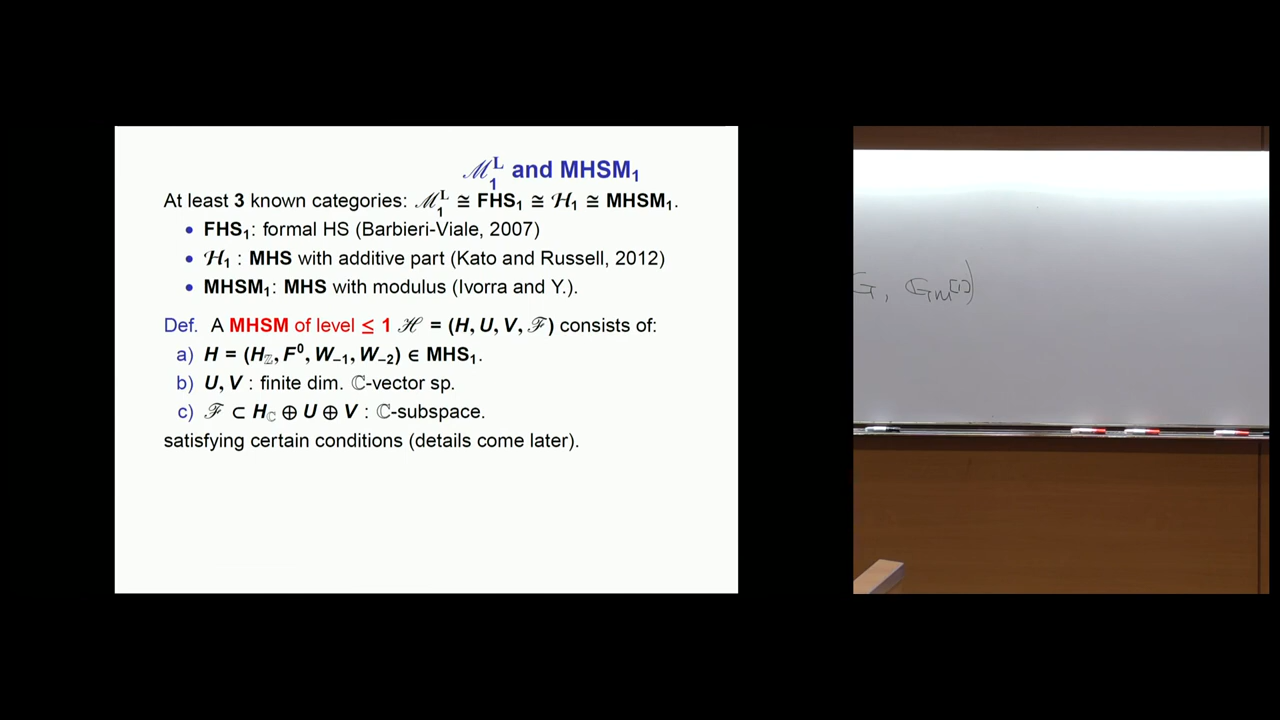 ℳ₁ᴸ and MHSM₁
At least 3 known categories: ℳ₁ᴸ ≅ FHS₁ ≅ ℋ₁ ≅ MHSM₁.
• FHS₁: formal HS (Barbieri-Viale, 2007)
• ℋ₁ : MHS with additive part (Kato and Russell, 2012)
• MHSM₁: MHS with modulus (Ivorra and Y.).
Def. A MHSM of level ≤ 1 ℋ = (H, U, V, ℱ) consists of:
a) H = (H_ℤ, F⁰, W₋₁, W₋₂) ∈ MHS₁.
b) U, V : finite dim. ℂ-vector sp.
c) ℱ ⊂ H_ℂ ⊕ U ⊕ V : ℂ-subspace.
satisfying certain conditions (details come later).
G, 𝔾m[1])